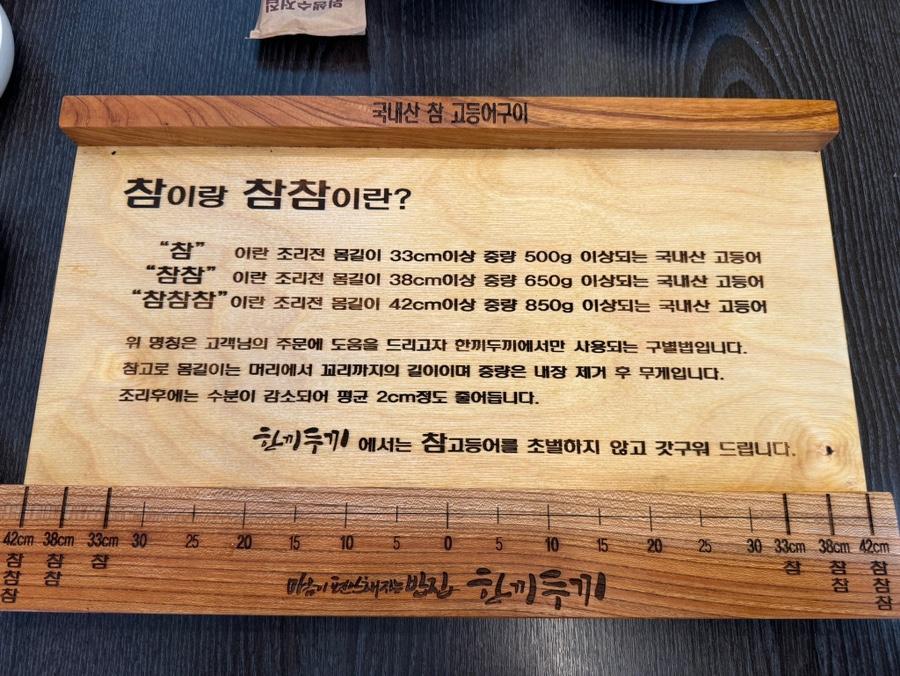 위생수저집
국내산 참 고등어구이
참이랑 참참이란?
“참” 이란 조리전 몸길이 33cm이상 중량 500g 이상되는 국내산 고등어
“참참” 이란 조리전 몸길이 38cm이상 중량 650g 이상되는 국내산 고등어
“참참참”이란 조리전 몸길이 42cm이상 중량 850g 이상되는 국내산 고등어
위 명칭은 고객님의 주문에 도움을 드리고자 한끼두끼에서만 사용되는 구별법입니다.
참고로 몸길이는 머리에서 꼬리까지의 길이이며 중량은 내장 제거 후 무게입니다.
조리후에는 수분이 감소되어 평균 2cm정도 줄어듭니다.
한끼두끼 에서는 참고등어를 초벌하지 않고 갓구워 드립니다.
42cm 38cm 33cm 30 25 20 15 10 5 0 5 10 15 20 25 30 33cm 38cm 42cm
참 참 참 참 참 참
참 참 참 참
참 참
마음이 편안해지는 밥집 한끼두끼